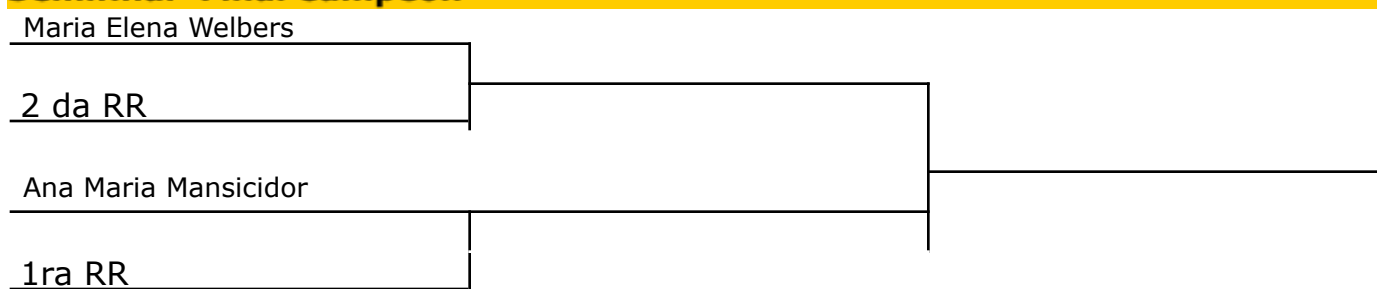 Maria Elena Welbers
2 da RR
Ana Maria Mansicidor
1ra RR